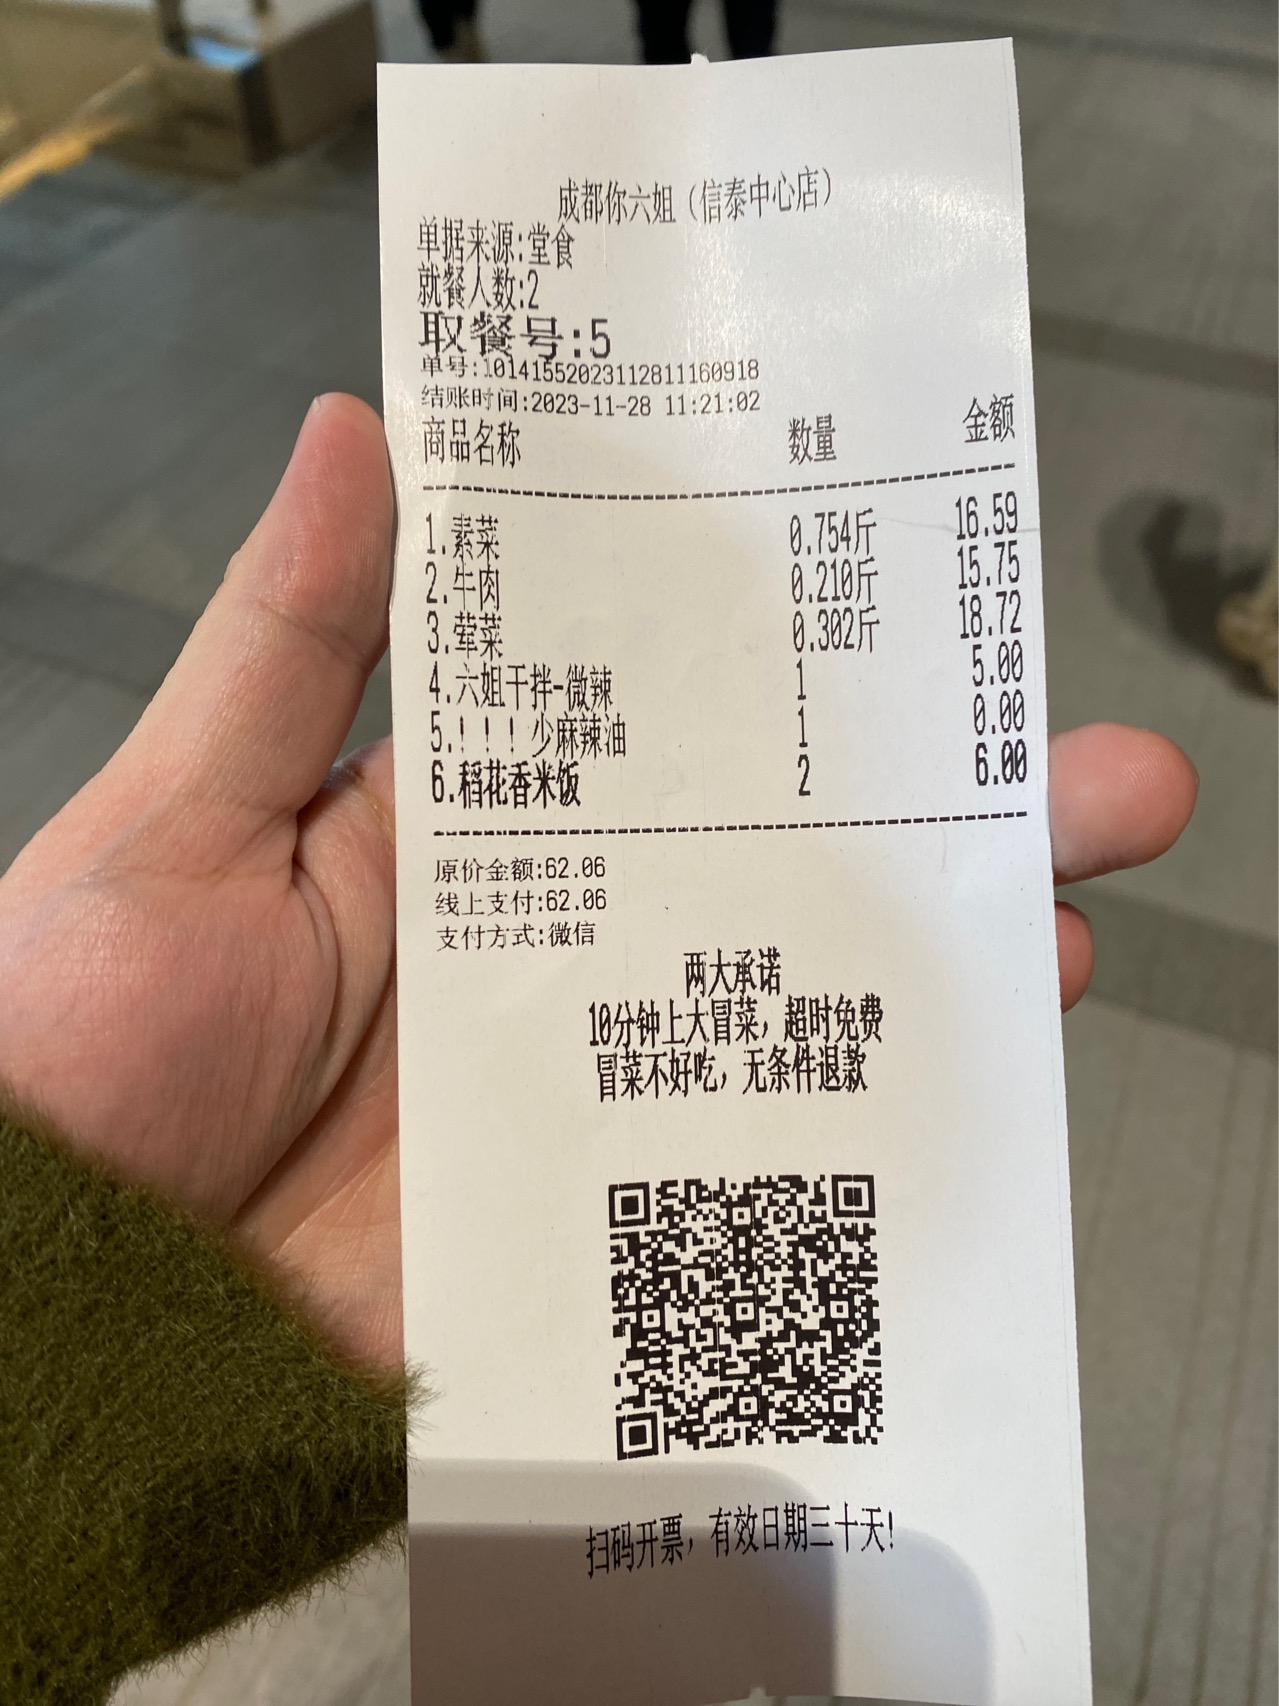 成都你六姐（信泰中心店）
单据来源:堂食
就餐人数:2
取餐号:5
单号:10141552023112811160918
结账时间:2023-11-28 11:21:02
商品名称 数量 金额
1.素菜 0.754斤 16.59
2.牛肉 0.210斤 15.75
3.荤菜 0.302斤 18.72
4.六姐干拌-微辣 1 5.00
5.！！！少麻辣油 1 0.00
6.稻花香米饭 2 6.00
原价金额:62.06
线上支付:62.06
支付方式:微信
两大承诺
10分钟上大冒菜，超时免费
冒菜不好吃，无条件退款
扫码开票，有效日期三十天!